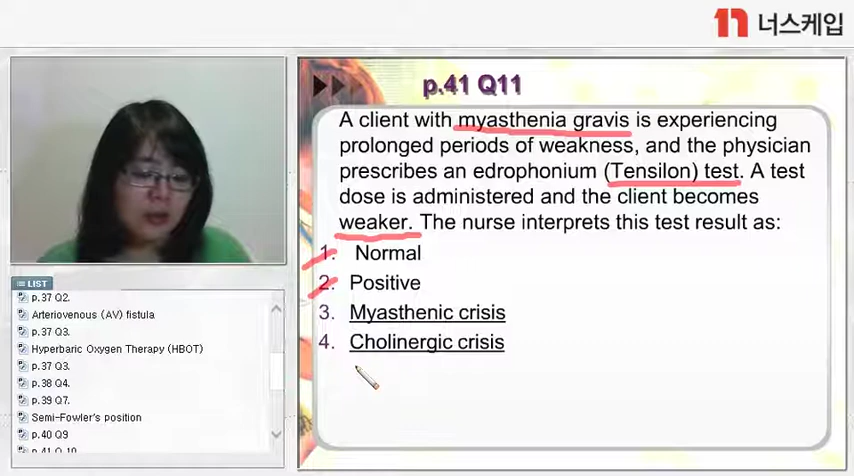 너스케입
p.41 Q11
A client with myasthenia gravis is experiencing
prolonged periods of weakness, and the physician
prescribes an edrophonium (Tensilon) test. A test
dose is administered and the client becomes
weaker. The nurse interprets this test result as:
1. Normal
2. Positive
3. Myasthenic crisis
4. Cholinergic crisis
LIST
p.37 Q2.
Arteriovenous (AV) fistula
p.37 Q3.
Hyperbaric Oxygen Therapy (HBOT)
p.37 Q3.
p.38 Q4.
p.39 Q7.
Semi-Fowler's position
p.40 Q9
p.41 Q.10